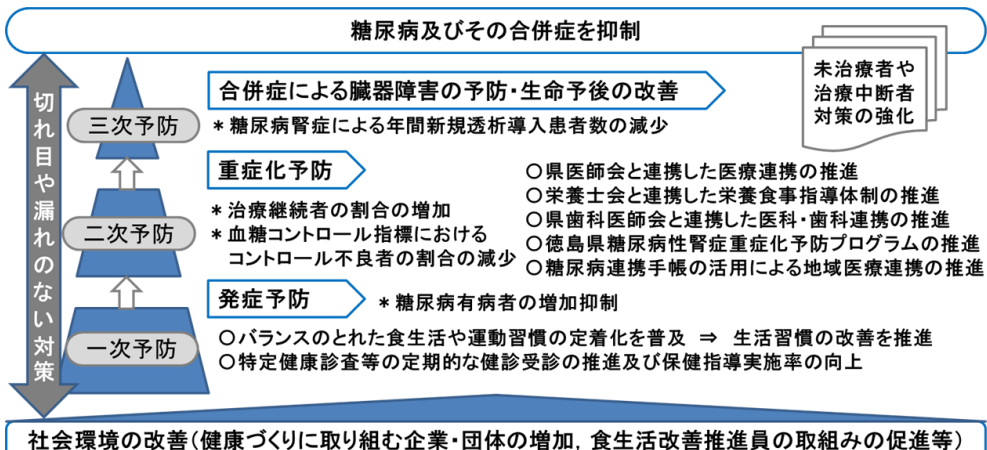 糖尿病及びその合併症を抑制
切れ目や漏れのない対策
未治療者や
治療中断者
対策の強化
三次予防
合併症による臓器障害の予防・生命予後の改善
＊糖尿病腎症による年間新規透析導入患者数の減少
二次予防
重症化予防
＊治療継続者の割合の増加
＊血糖コントロール指標における
コントロール不良者の割合の減少
○県医師会と連携した医療連携の推進
○栄養士会と連携した栄養食事指導体制の推進
○県歯科医師会と連携した医科・歯科連携の推進
○徳島県糖尿病性腎症重症化予防プログラムの推進
○糖尿病連携手帳の活用による地域医療連携の推進
一次予防
発症予防
＊糖尿病有病者の増加抑制
○バランスのとれた食生活や運動習慣の定着化を普及 ⇒ 生活習慣の改善を推進
○特定健康診査等の定期的な健診受診の推進及び保健指導実施率の向上
社会環境の改善（健康づくりに取り組む企業・団体の増加，食生活改善推進員の取組みの促進等）